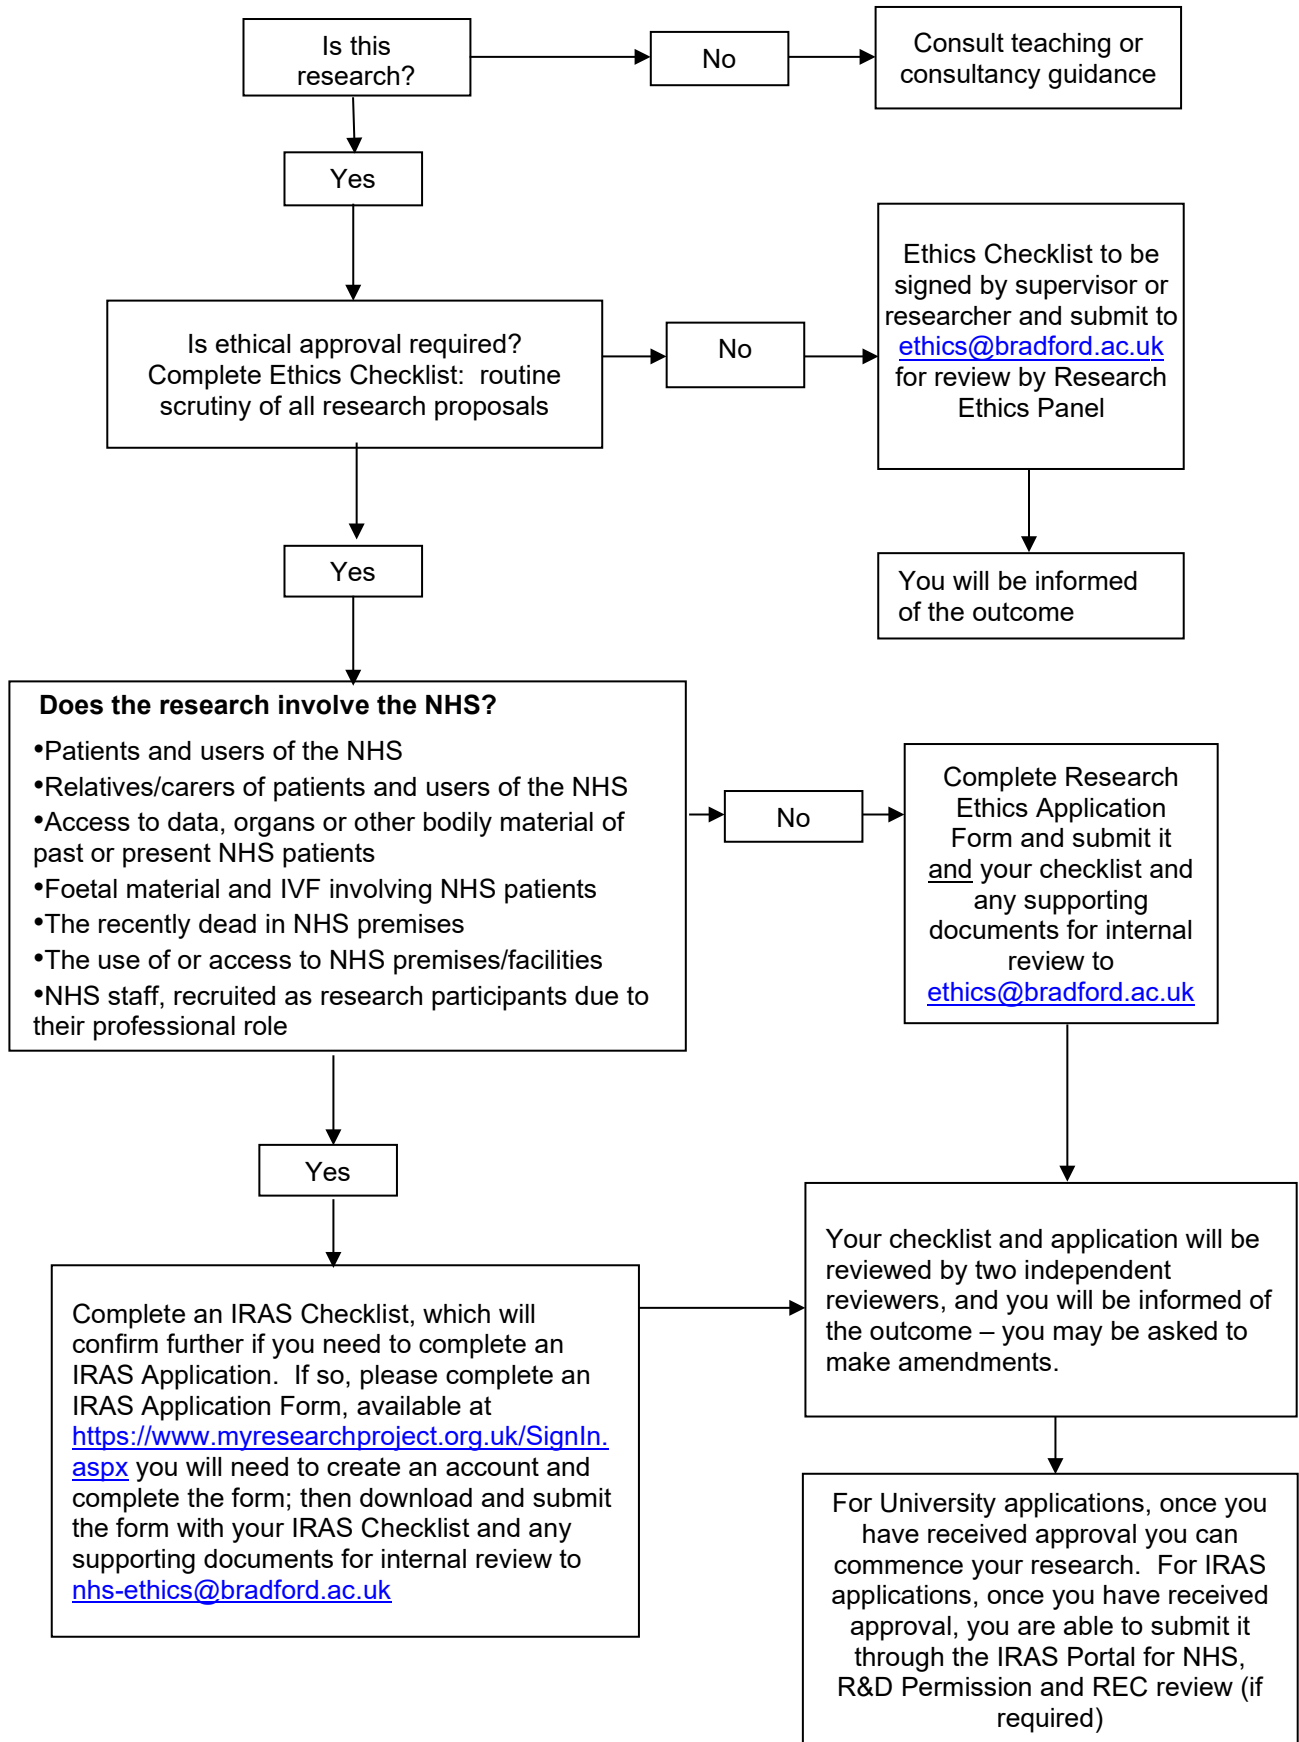 Is this
research?
No
Consult teaching or
consultancy guidance
Yes
Is ethical approval required?
Complete Ethics Checklist:  routine
scrutiny of all research proposals
No
Ethics Checklist to be
signed by supervisor or
researcher and submit to
ethics@bradford.ac.uk
for review by Research
Ethics Panel
You will be informed
of the outcome
Yes
Does the research involve the NHS?
•Patients and users of the NHS
•Relatives/carers of patients and users of the NHS
•Access to data, organs or other bodily material of
past or present NHS patients
•Foetal material and IVF involving NHS patients
•The recently dead in NHS premises
•The use of or access to NHS premises/facilities
•NHS staff, recruited as research participants due to
their professional role
No
Complete Research
Ethics Application
Form and submit it
and your checklist and
any supporting
documents for internal
review to
ethics@bradford.ac.uk
Yes
Complete an IRAS Checklist, which will
confirm further if you need to complete an
IRAS Application.  If so, please complete an
IRAS Application Form, available at
https://www.myresearchproject.org.uk/SignIn.
aspx you will need to create an account and
complete the form; then download and submit
the form with your IRAS Checklist and any
supporting documents for internal review to
nhs-ethics@bradford.ac.uk
Your checklist and application will be
reviewed by two independent
reviewers, and you will be informed of
the outcome – you may be asked to
make amendments.
For University applications, once you
have received approval you can
commence your research.  For IRAS
applications, once you have received
approval, you are able to submit it
through the IRAS Portal for NHS,
R&D Permission and REC review (if
required)